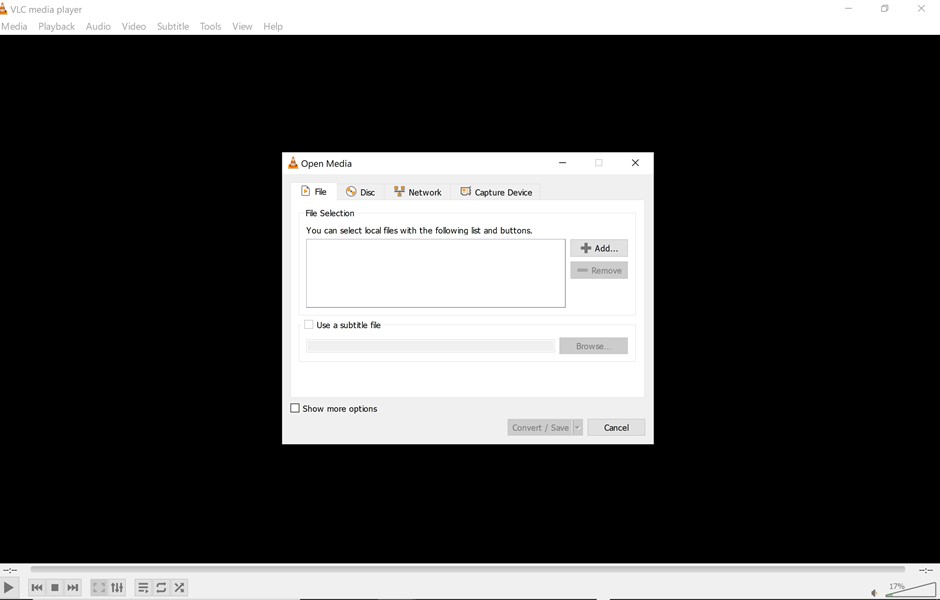 VLC media player
Media Playback Audio Video Subtitle Tools View Help
Open Media
File Disc Network Capture Device
File Selection
You can select local files with the following list and buttons.
Add...
Remove
Use a subtitle file
Browse...
Show more options
Convert / Save Cancel
--:-- --:--
17%